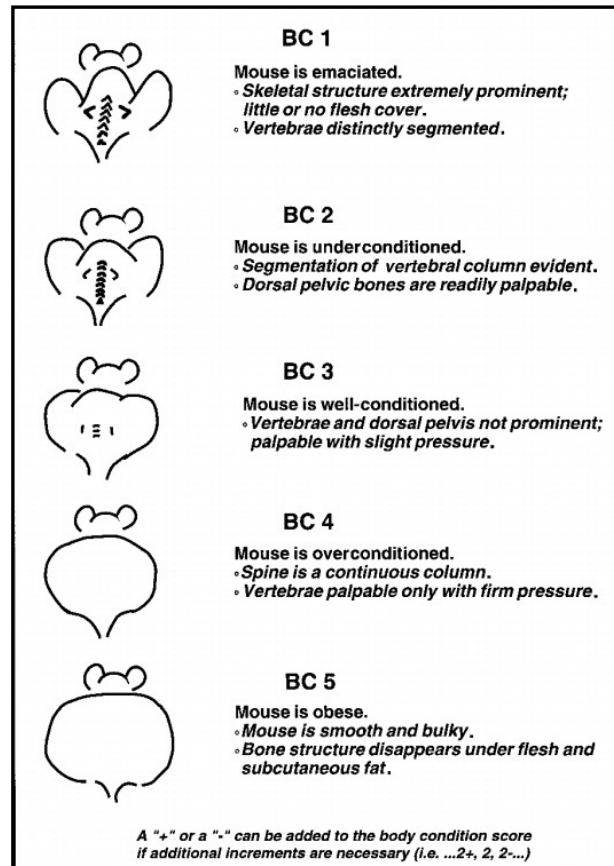 BC 1
Mouse is emaciated.
◦ Skeletal structure extremely prominent;
little or no flesh cover.
◦ Vertebrae distinctly segmented.
BC 2
Mouse is underconditioned.
◦ Segmentation of vertebral column evident.
◦ Dorsal pelvic bones are readily palpable.
BC 3
Mouse is well-conditioned.
◦ Vertebrae and dorsal pelvis not prominent;
palpable with slight pressure.
BC 4
Mouse is overconditioned.
◦ Spine is a continuous column.
◦ Vertebrae palpable only with firm pressure.
BC 5
Mouse is obese.
◦ Mouse is smooth and bulky.
◦ Bone structure disappears under flesh and
subcutaneous fat.
A "+" or a "-" can be added to the body condition score
if additional increments are necessary (i.e. ...2+, 2, 2-...)